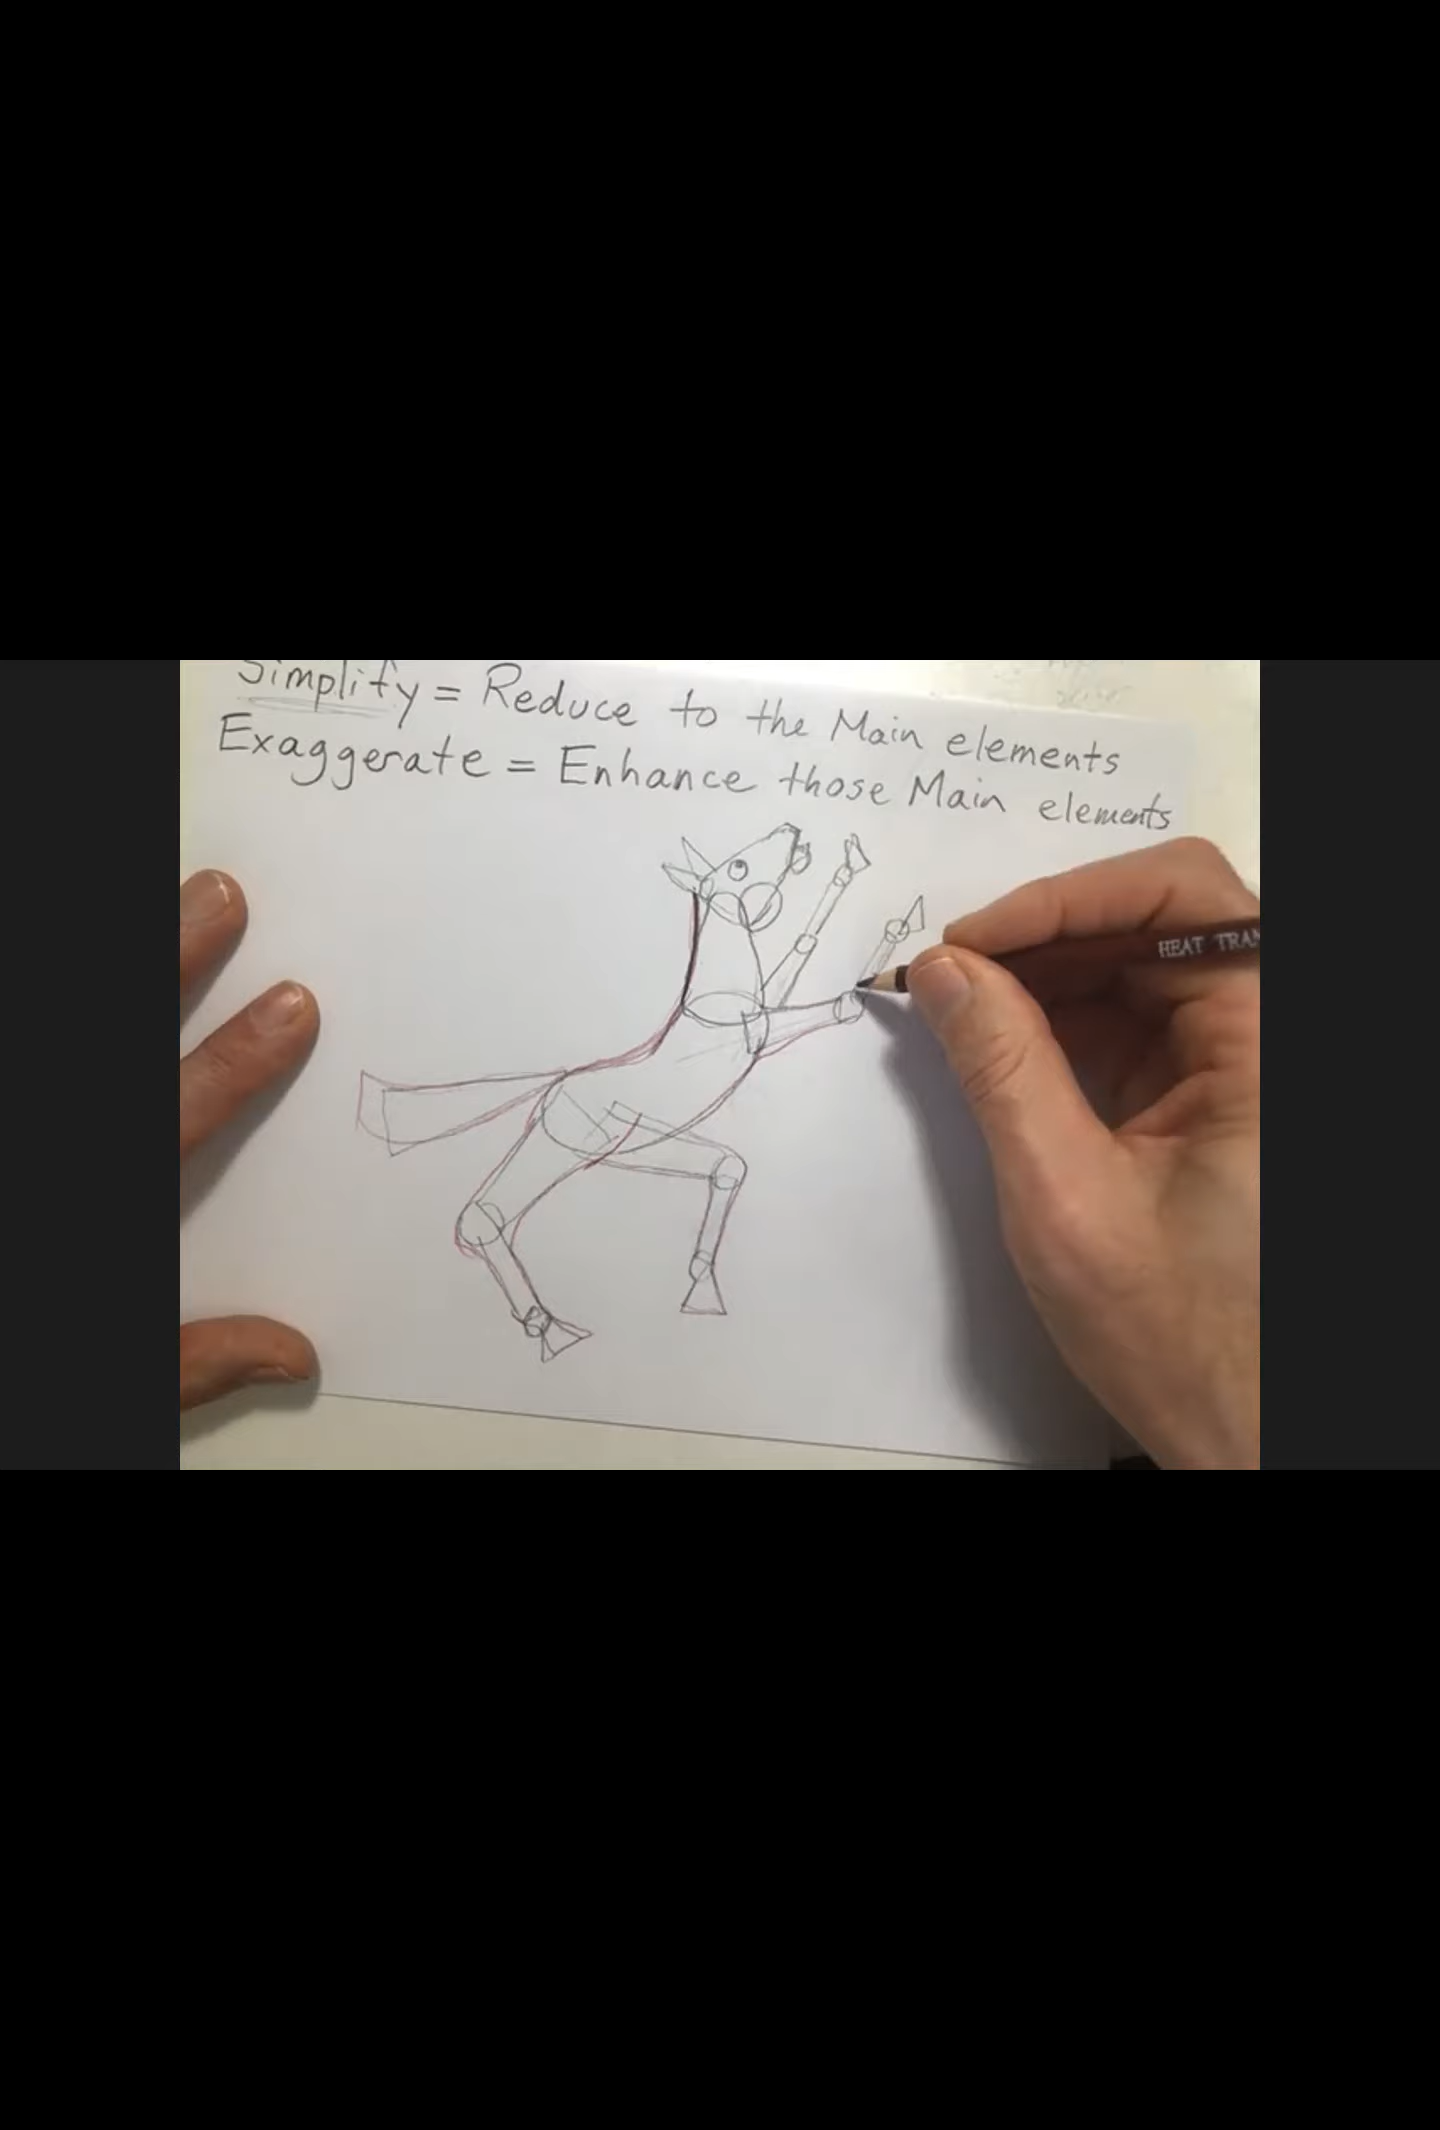 Simplify = Reduce to the Main elements
Exaggerate = Enhance those Main elements
HEAT TRAN